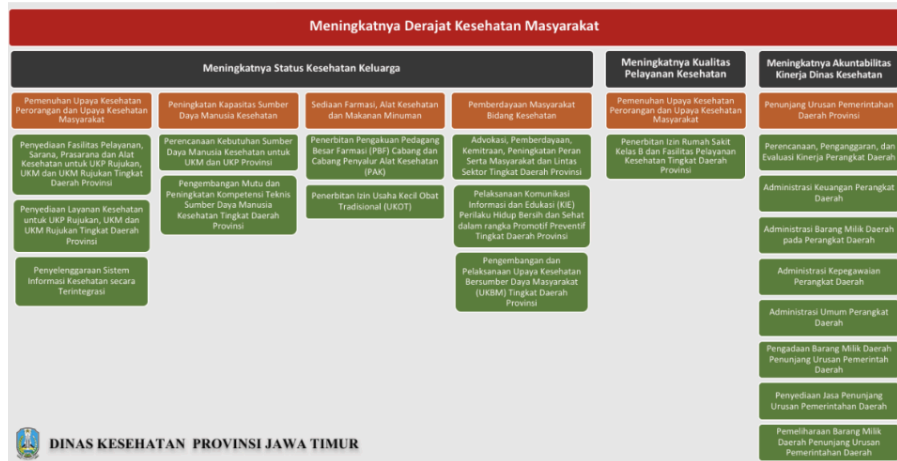 Meningkatnya Derajat Kesehatan Masyarakat
Meningkatnya Status Kesehatan Keluarga
Meningkatnya Kualitas
Pelayanan Kesehatan
Meningkatnya Akuntabilitas
Kinerja Dinas Kesehatan
Pemenuhan Upaya Kesehatan
Perorangan dan Upaya Kesehatan
Masyarakat
Penyediaan Fasilitas Pelayanan,
Sarana, Prasarana dan Alat
Kesehatan untuk UKP Rujukan,
UKM dan UKM Rujukan Tingkat
Daerah Provinsi
Penyediaan Layanan Kesehatan
untuk UKP Rujukan, UKM dan
UKM Rujukan Tingkat Daerah
Provinsi
Penyelenggaraan Sistem
Informasi Kesehatan secara
Terintegrasi
Peningkatan Kapasitas Sumber
Daya Manusia Kesehatan
Perencanaan Kebutuhan Sumber
Daya Manusia Kesehatan untuk
UKM dan UKP Provinsi
Pengembangan Mutu dan
Peningkatan Kompetensi Teknis
Sumber Daya Manusia
Kesehatan Tingkat Daerah
Provinsi
Sediaan Farmasi, Alat Kesehatan
dan Makanan Minuman
Penerbitan Pengakuan Pedagang
Besar Farmasi (PBF) Cabang dan
Cabang Penyalur Alat Kesehatan
(PAK)
Penerbitan Izin Usaha Kecil Obat
Tradisional (UKOT)
Pemberdayaan Masyarakat
Bidang Kesehatan
Advokasi, Pemberdayaan,
Kemitraan, Peningkatan Peran
Serta Masyarakat dan Lintas
Sektor Tingkat Daerah Provinsi
Pelaksanaan Komunikasi
Informasi dan Edukasi (KIE)
Perilaku Hidup Bersih dan Sehat
dalam rangka Promotif Preventif
Tingkat Daerah Provinsi
Pengembangan dan
Pelaksanaan Upaya Kesehatan
Bersumber Daya Masyarakat
(UKBM) Tingkat Daerah
Provinsi
Pemenuhan Upaya Kesehatan
Perorangan dan Upaya Kesehatan
Masyarakat
Penerbitan Izin Rumah Sakit
Kelas B dan Fasilitas Pelayanan
Kesehatan Tingkat Daerah
Provinsi
Penunjang Urusan Pemerintahan
Daerah Provinsi
Perencanaan, Penganggaran, dan
Evaluasi Kinerja Perangkat Daerah
Administrasi Keuangan Perangkat
Daerah
Administrasi Barang Milik Daerah
pada Perangkat Daerah
Administrasi Kepegawaian
Perangkat Daerah
Administrasi Umum Perangkat
Daerah
Pengadaan Barang Milik Daerah
Penunjang Urusan Pemerintah
Daerah
Penyediaan Jasa Penunjang
Urusan Pemerintahan Daerah
Pemeliharaan Barang Milik
Daerah Penunjang Urusan
Pemerintahan Daerah
DINAS KESEHATAN PROVINSI JAWA TIMUR